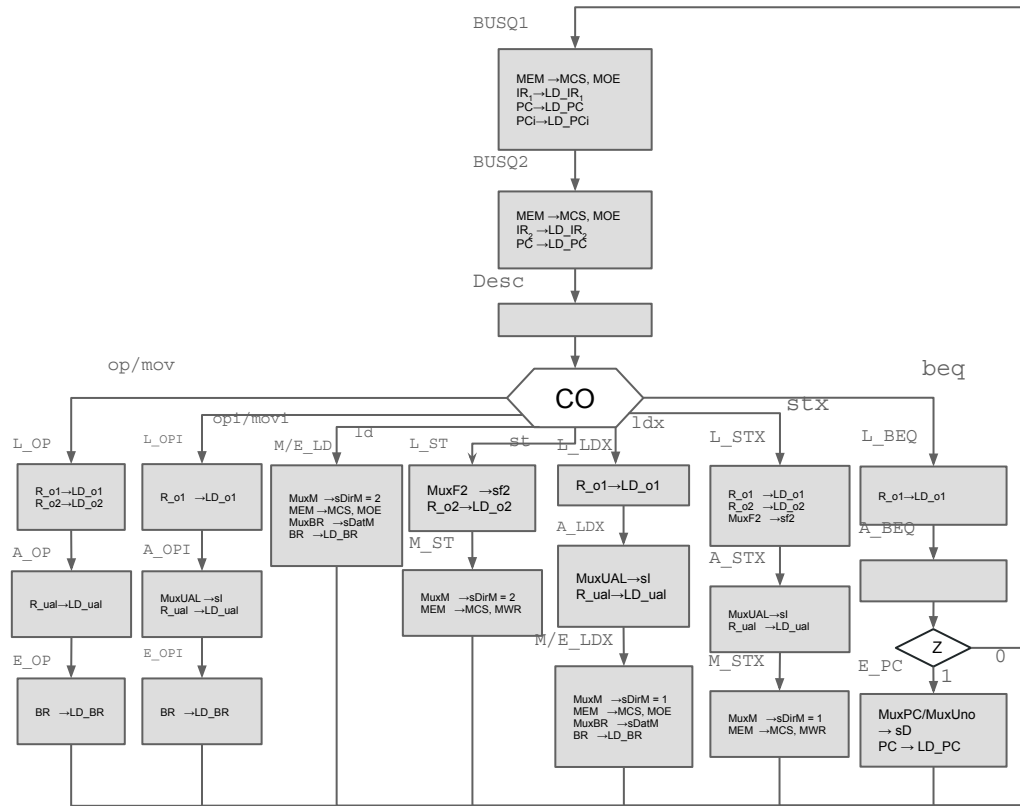 BUSQ1
MEM →MCS, MOE
IR1→LD_IR1
PC→LD_PC
PCi→LD_PCi
BUSQ2
MEM →MCS, MOE
IR2 →LD_IR2
PC →LD_PC
Desc
CO
op/mov
opi/movi
ld
st
ldx
stx
beq
L_OP
R_o1→LD_o1
R_o2→LD_o2
A_OP
R_ual→LD_ual
E_OP
BR →LD_BR
L_OPI
R_o1 →LD_o1
A_OPI
MuxUAL →sI
R_ual →LD_ual
E_OPI
BR →LD_BR
M/E_LD
MuxM →sDirM = 2
MEM →MCS, MOE
MuxBR →sDatM
BR →LD_BR
L_ST
MuxF2 →sf2
R_o2→LD_o2
M_ST
MuxM →sDirM = 2
MEM →MCS, MWR
L_LDX
R_o1→LD_o1
A_LDX
MuxUAL→sI
R_ual→LD_ual
M/E_LDX
MuxM →sDirM = 1
MEM →MCS, MOE
MuxBR →sDatM
BR →LD_BR
L_STX
R_o1 →LD_o1
R_o2 →LD_o2
MuxF2 →sf2
A_STX
MuxUAL→sI
R_ual →LD_ual
M_STX
MuxM →sDirM = 1
MEM →MCS, MWR
L_BEQ
R_o1→LD_o1
A_BEQ
Z
0
1
E_PC
MuxPC/MuxUno
→ sD
PC → LD_PC